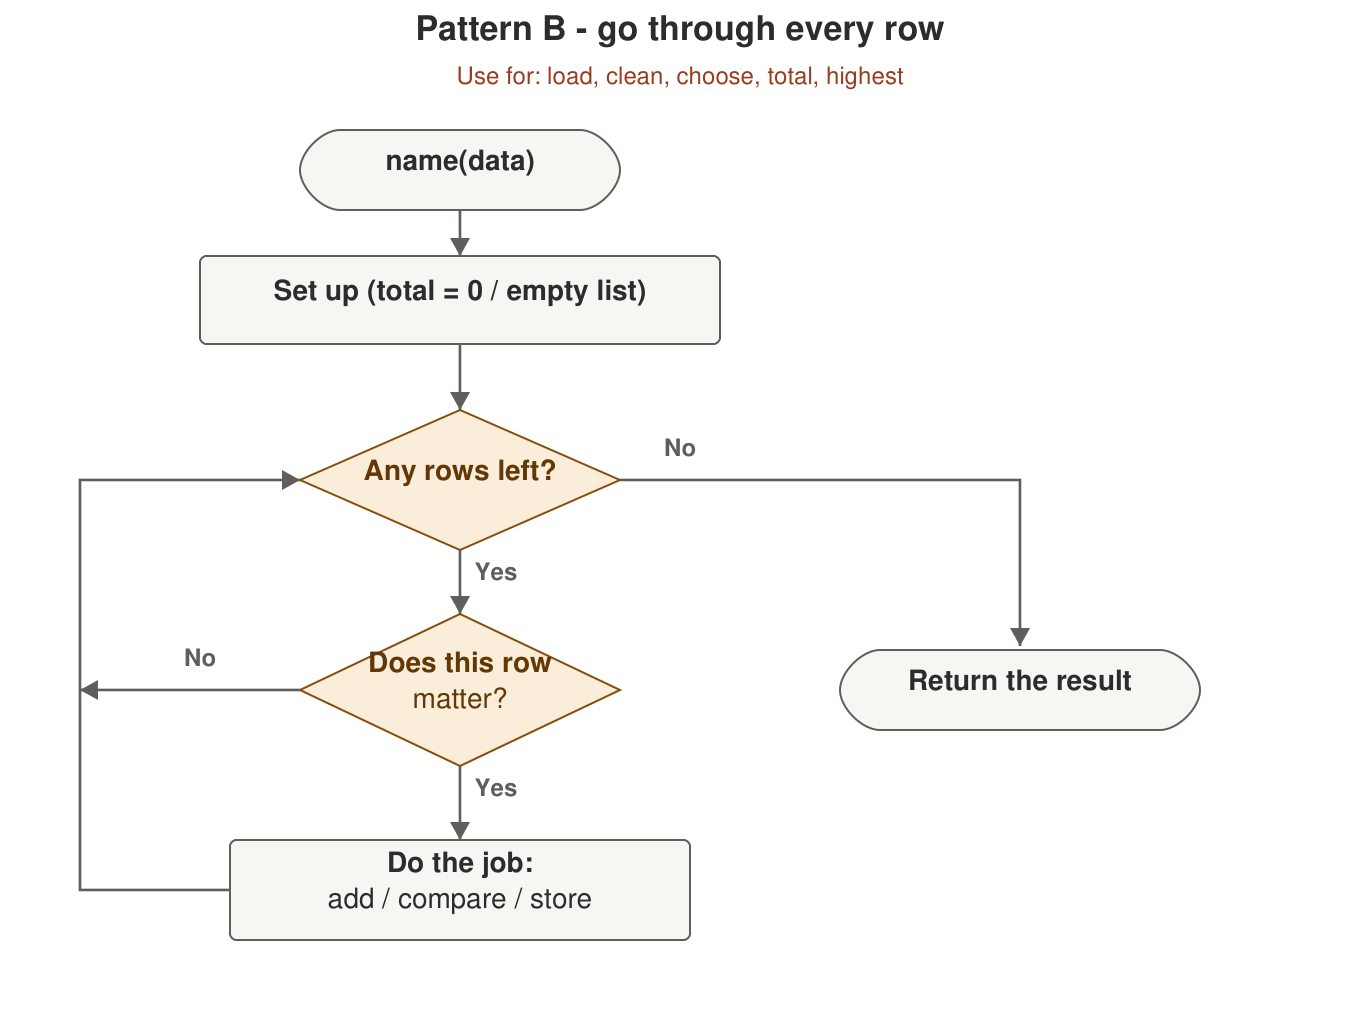 Pattern B - go through every row
Use for: load, clean, choose, total, highest
name(data)
Set up (total = 0 / empty list)
Any rows left?
No
Yes
Does this row
matter?
No
Return the result
Yes
Do the job:
add / compare / store